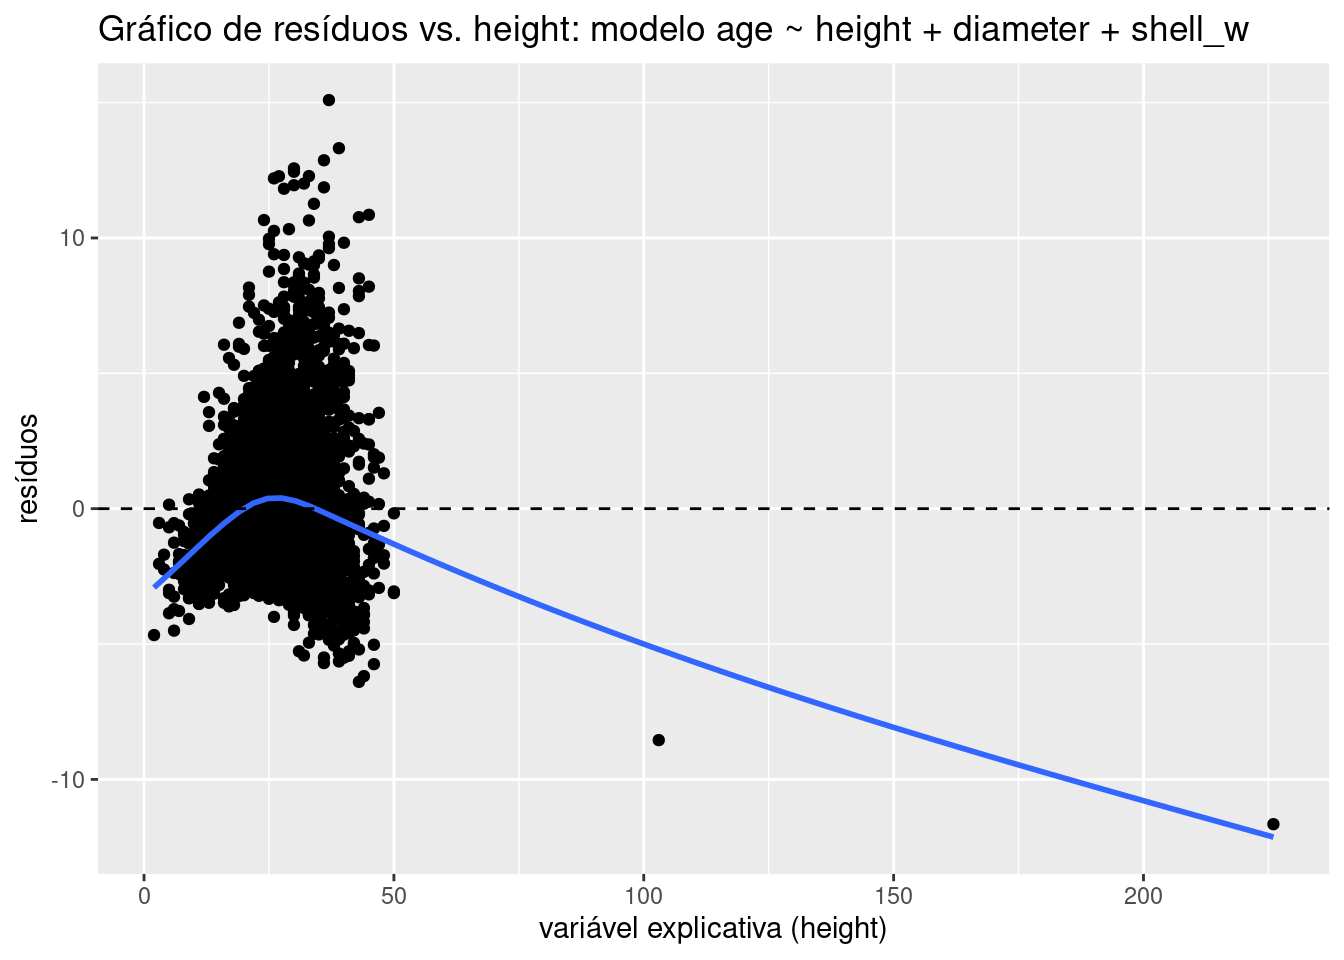 Gráfico de resíduos vs. height: modelo age ~ height + diameter + shell_w
resíduos
10
0
-10
0 50 100 150 200
variável explicativa (height)